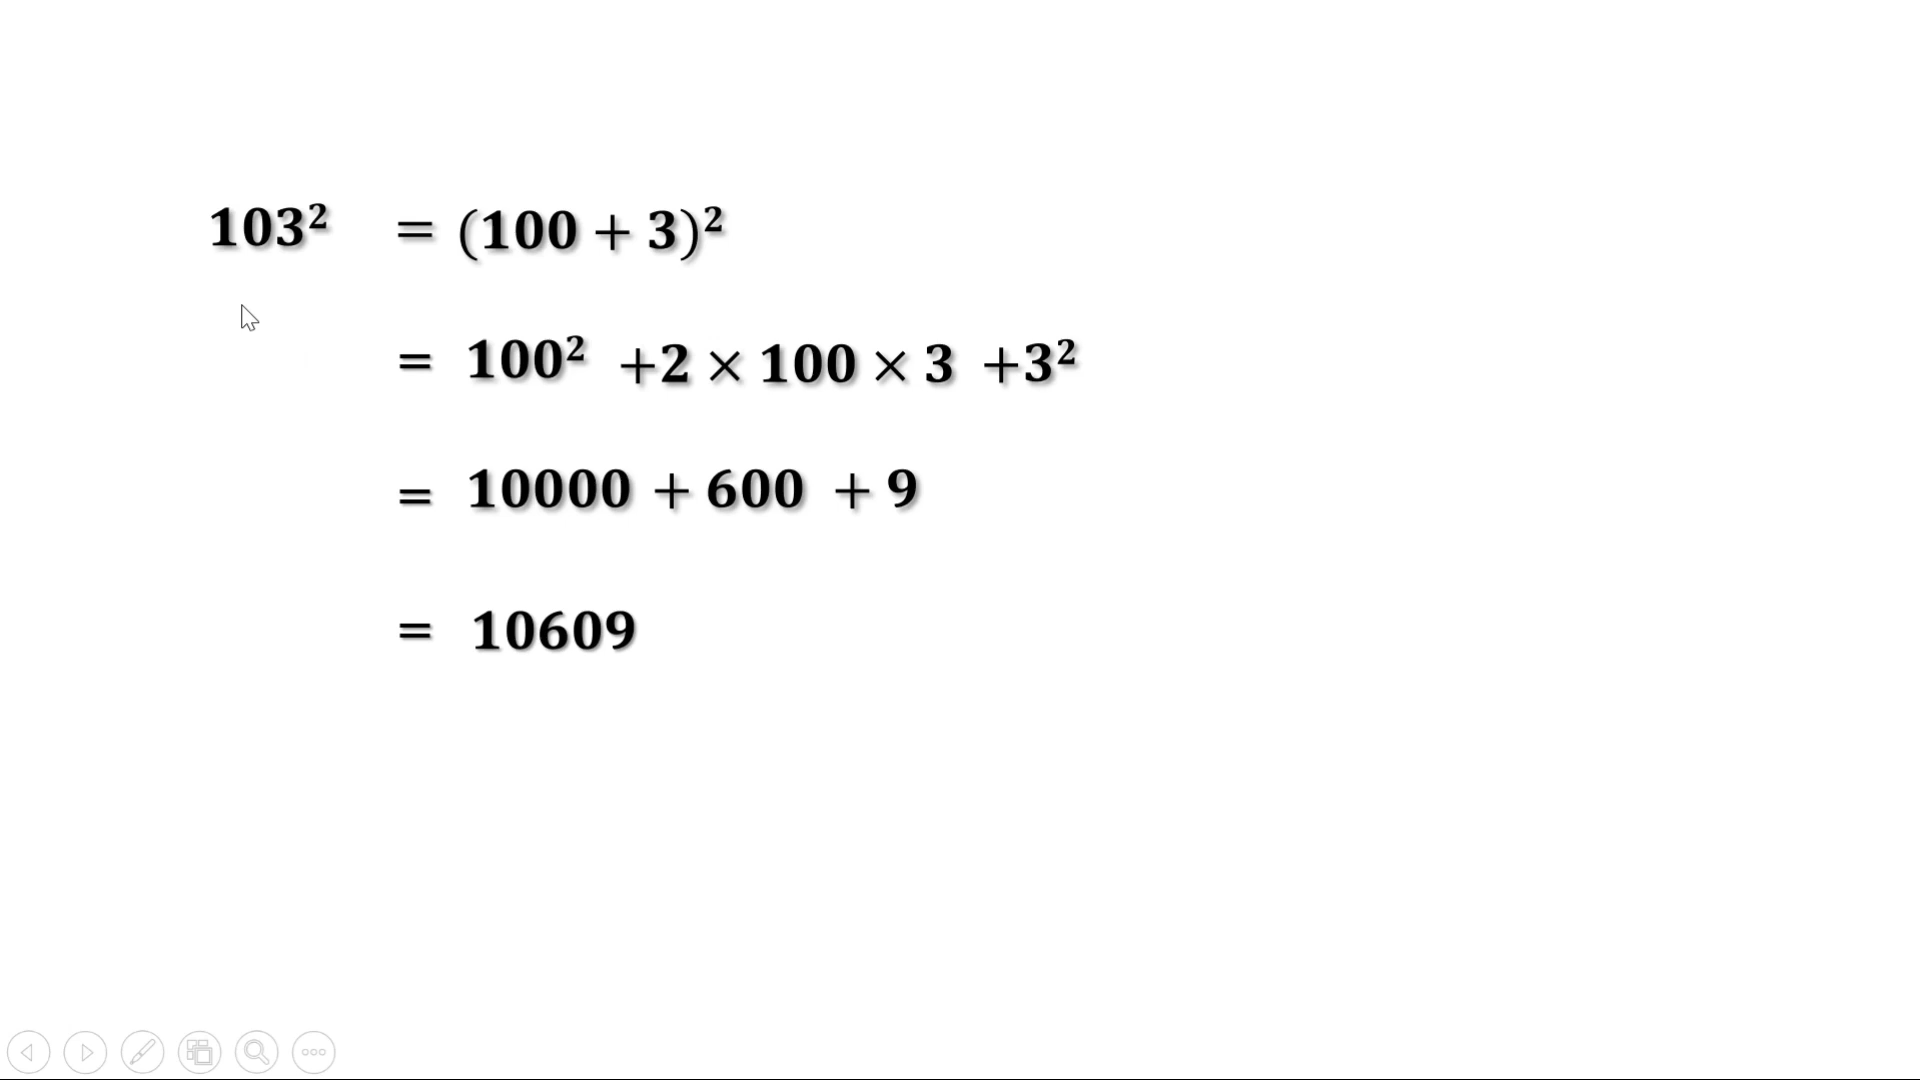 103² = (100 + 3)²
= 100² +2 × 100 × 3 +3²
= 10000 + 600 + 9
= 10609